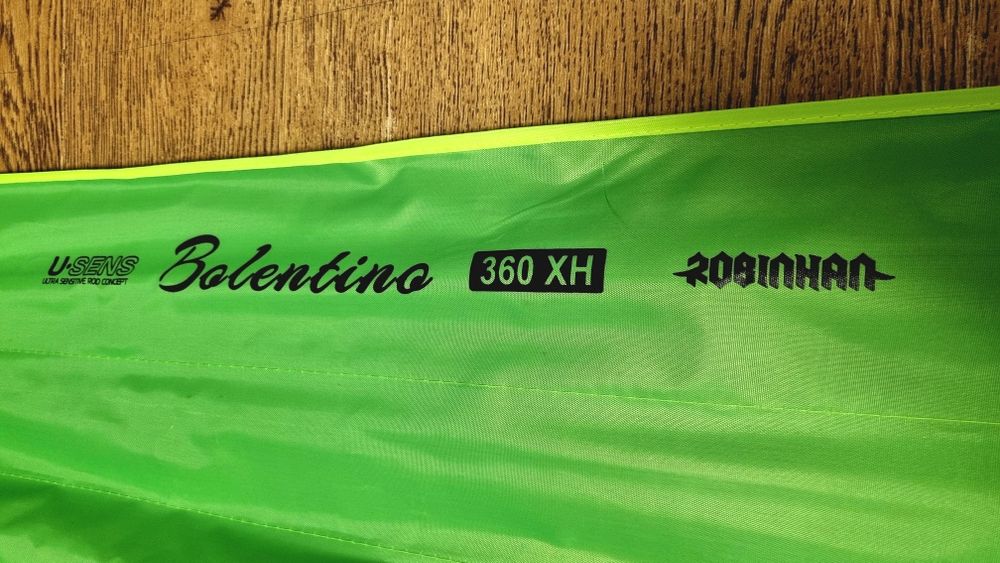 U·SENS
ULTRA SENSITIVE ROD CONCEPT
Bolentino
360 XH
ROBINHAN